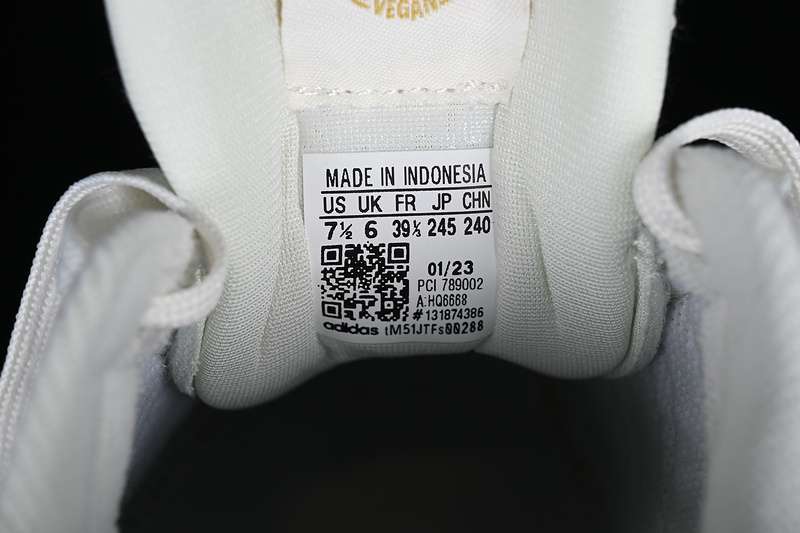 VEGAN
MADE IN INDONESIA
US UK FR JP CHN
7½ 6 39⅓ 245 240
01/23
PCI 789002
A:HQ6668
#131874386
adidas tM51JTFs00288